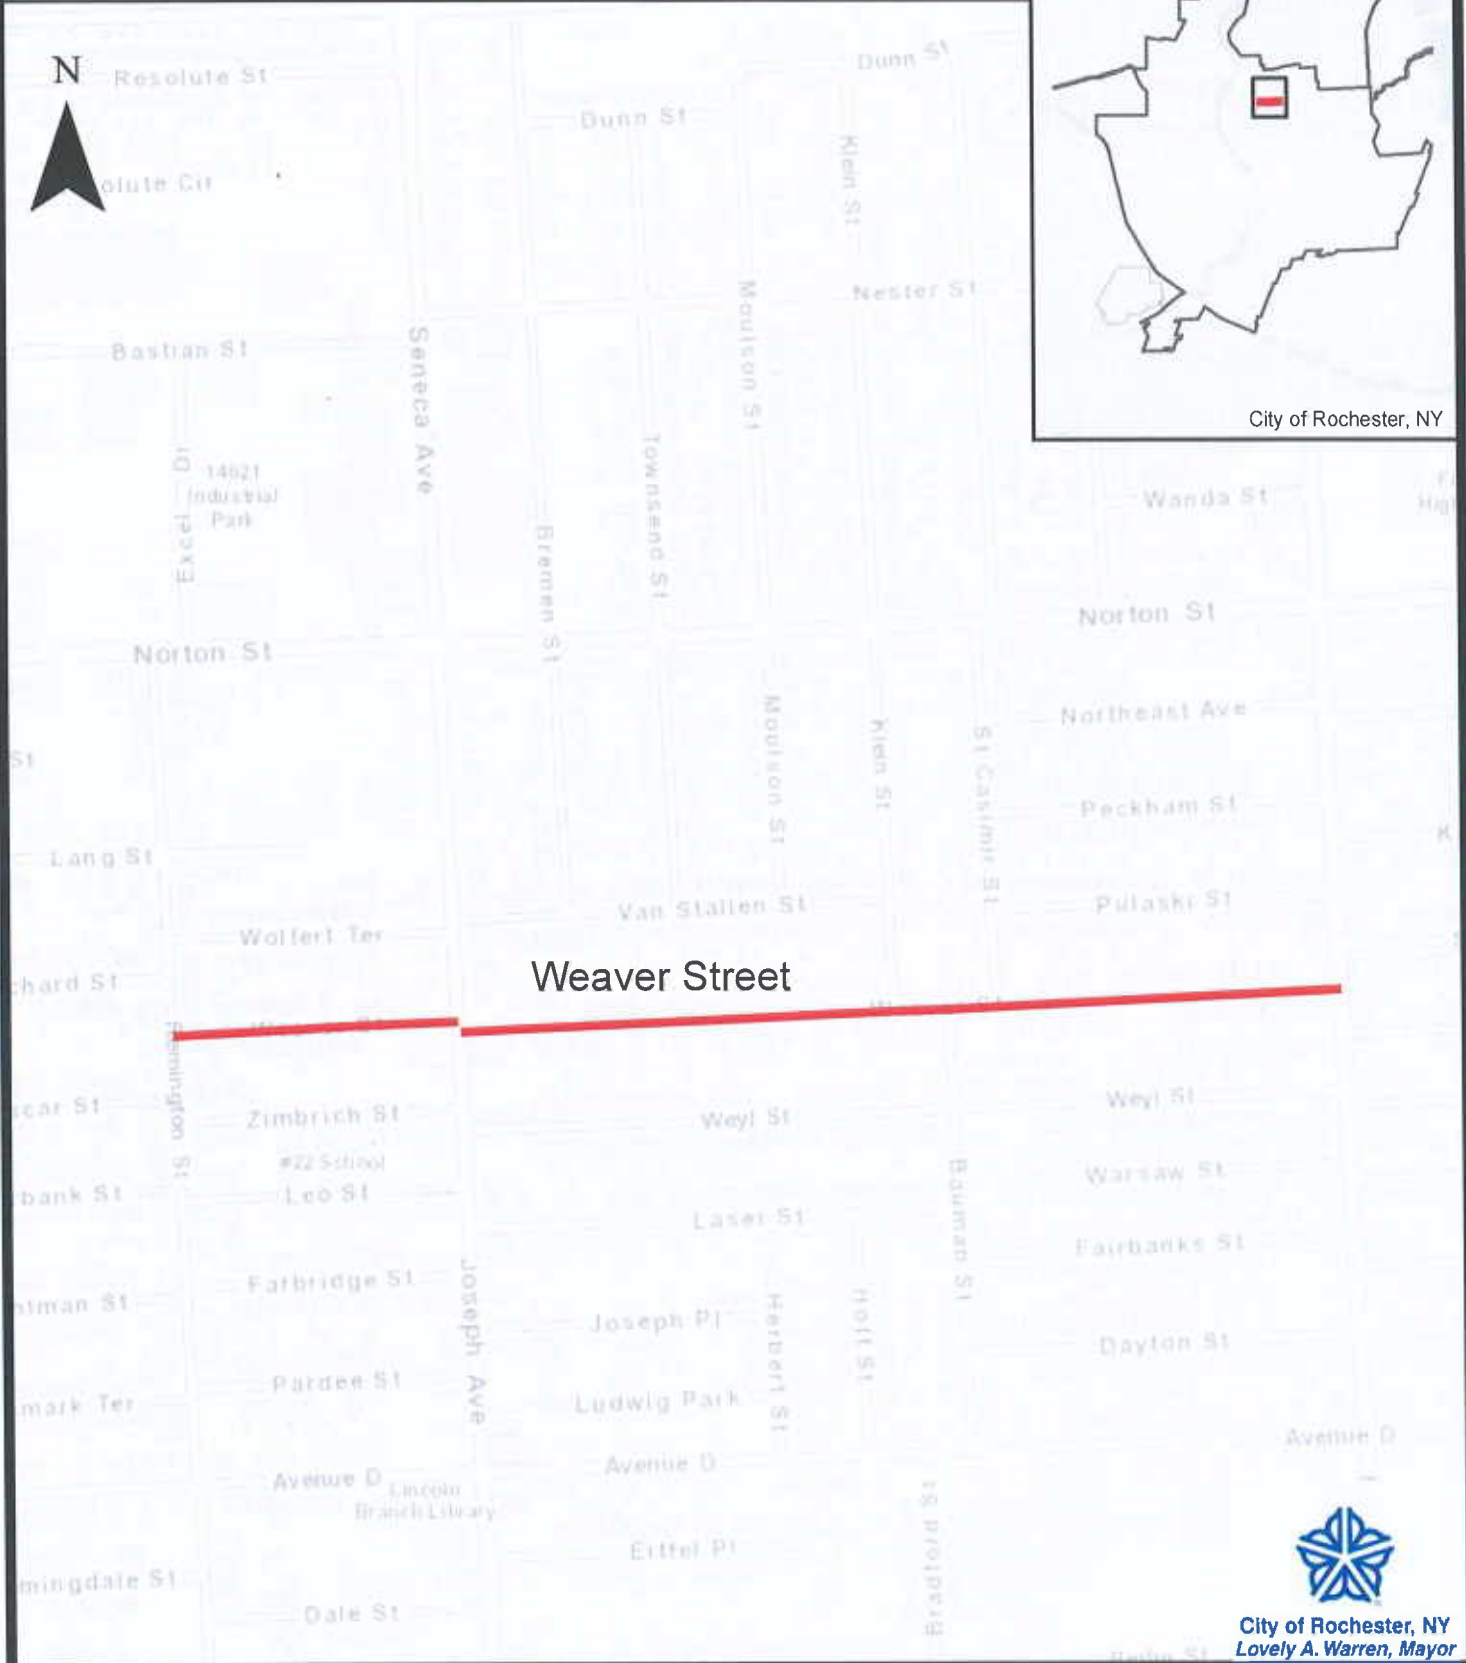 N
Resolute St
Dunn St
Dunn St
olute Cir
Klein St
Nester St
Moulson St
Bastian St
Seneca Ave
City of Rochester, NY
Townsend St
14621
Industrial
Park
Excel Dr
Wanda St
Bremen St
Norton St
Norton St
Moulson St
Klein St
St Casimir St
Northeast Ave
St
Peckham St
K
Lang St
Van Stallen St
Pulaski St
Wolfert Ter
chard St
Weaver Street
Remington St
car St
Zimbrich St
Weyl St
Weyl St
#22 School
Leo St
bank St
Bauman St
Warsaw St
Laser St
Fairbanks St
Farbridge St
Joseph Ave
Joseph Pl
Herbert St
Hoff St
Dayton St
Pardee St
mark Ter
Ludwig Park
Avenue D
Avenue D
Avenue D
Lincoln
Branch Library
Bradford St
Eiffel Pl
mingdale St
Dale St
City of Rochester, NY
Lovely A. Warren, Mayor